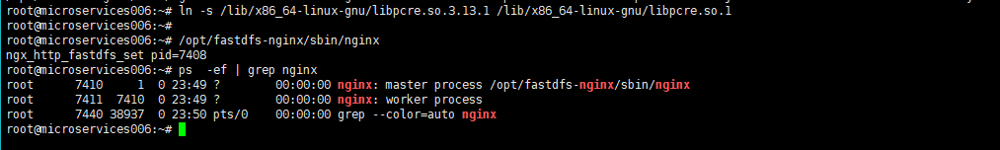 root@microservices006:~# ln -s /lib/x86_64-linux-gnu/libpcre.so.3.13.1 /lib/x86_64-linux-gnu/libpcre.so.1
root@microservices006:~#
root@microservices006:~# /opt/fastdfs-nginx/sbin/nginx
ngx_http_fastdfs_set pid=7408
root@microservices006:~# ps  -ef | grep nginx
root       7410     1  0 23:49 ?        00:00:00 nginx: master process /opt/fastdfs-nginx/sbin/nginx
root       7411  7410  0 23:49 ?        00:00:00 nginx: worker process
root       7440 38937  0 23:50 pts/0    00:00:00 grep --color=auto nginx
root@microservices006:~#